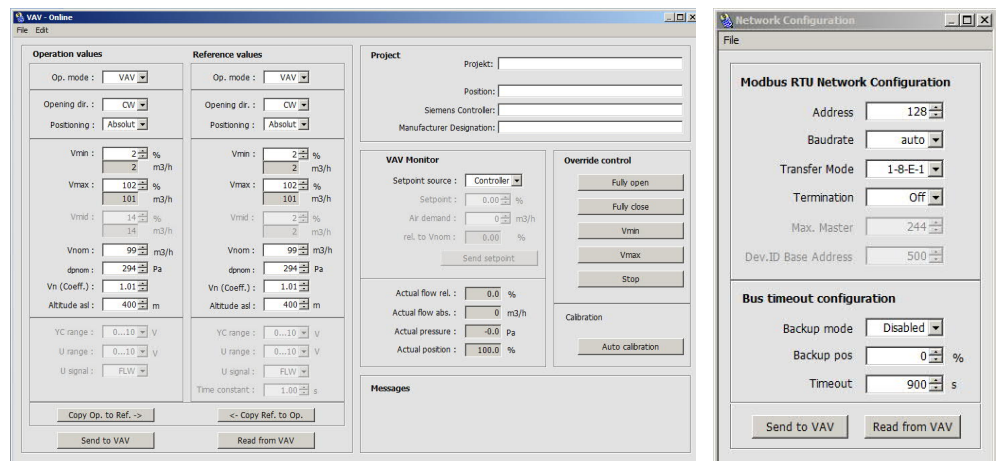 VAV - Online
File Edit
Operation values
Op. mode : VAV
Opening dir. : CW
Positioning : Absolut
Vmin : 2 %
2 m3/h
Vmax : 102 %
101 m3/h
Vmid : 14 %
14 m3/h
Vnom : 99 m3/h
dpnom : 294 Pa
Vn (Coeff.) : 1.01
Altitude asl : 400 m
YC range : 0...10 V
U range : 0...10 V
U signal : FLW
Copy Op. to Ref. ->
Send to VAV
Reference values
Op. mode : VAV
Opening dir. : CW
Positioning : Absolut
Vmin : 2 %
2 m3/h
Vmax : 102 %
101 m3/h
Vmid : 2 %
2 m3/h
Vnom : 99 m3/h
dpnom : 294 Pa
Vn (Coeff.) : 1.01
Altitude asl : 400 m
YC range : 0...10 V
U range : 0...10 V
U signal : FLW
Time constant : 1.00 s
<- Copy Ref. to Op.
Read from VAV
Project
Projekt:
Position:
Siemens Controller:
Manufacturer Designation:
VAV Monitor
Setpoint source : Controller
Setpoint : 0.00 %
Air demand : 0 m3/h
rel. to Vnom : 0.00 %
Send setpoint
Actual flow rel. : 0.0 %
Actual flow abs. : 0 m3/h
Actual pressure : -0.0 Pa
Actual position : 100.0 %
Override control
Fully open
Fully close
Vmin
Vmax
Stop
Calibration
Auto calibration
Messages
Network Configuration
File
Modbus RTU Network Configuration
Address 128
Baudrate auto
Transfer Mode 1-8-E-1
Termination Off
Max. Master 244
Dev.ID Base Address 500
Bus timeout configuration
Backup mode Disabled
Backup pos 0 %
Timeout 900 s
Send to VAV Read from VAV